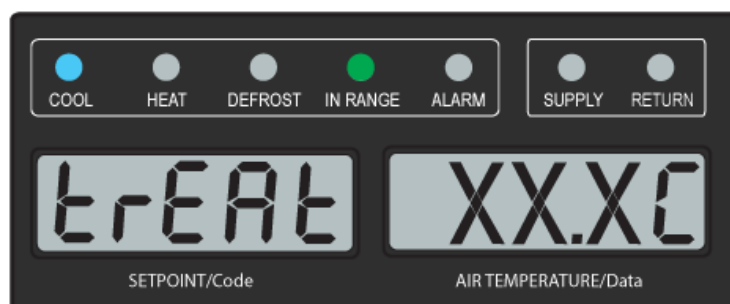 COOL HEAT DEFROST IN RANGE ALARM SUPPLY RETURN
trEAt XX.XC
SETPOINT/Code AIR TEMPERATURE/Data